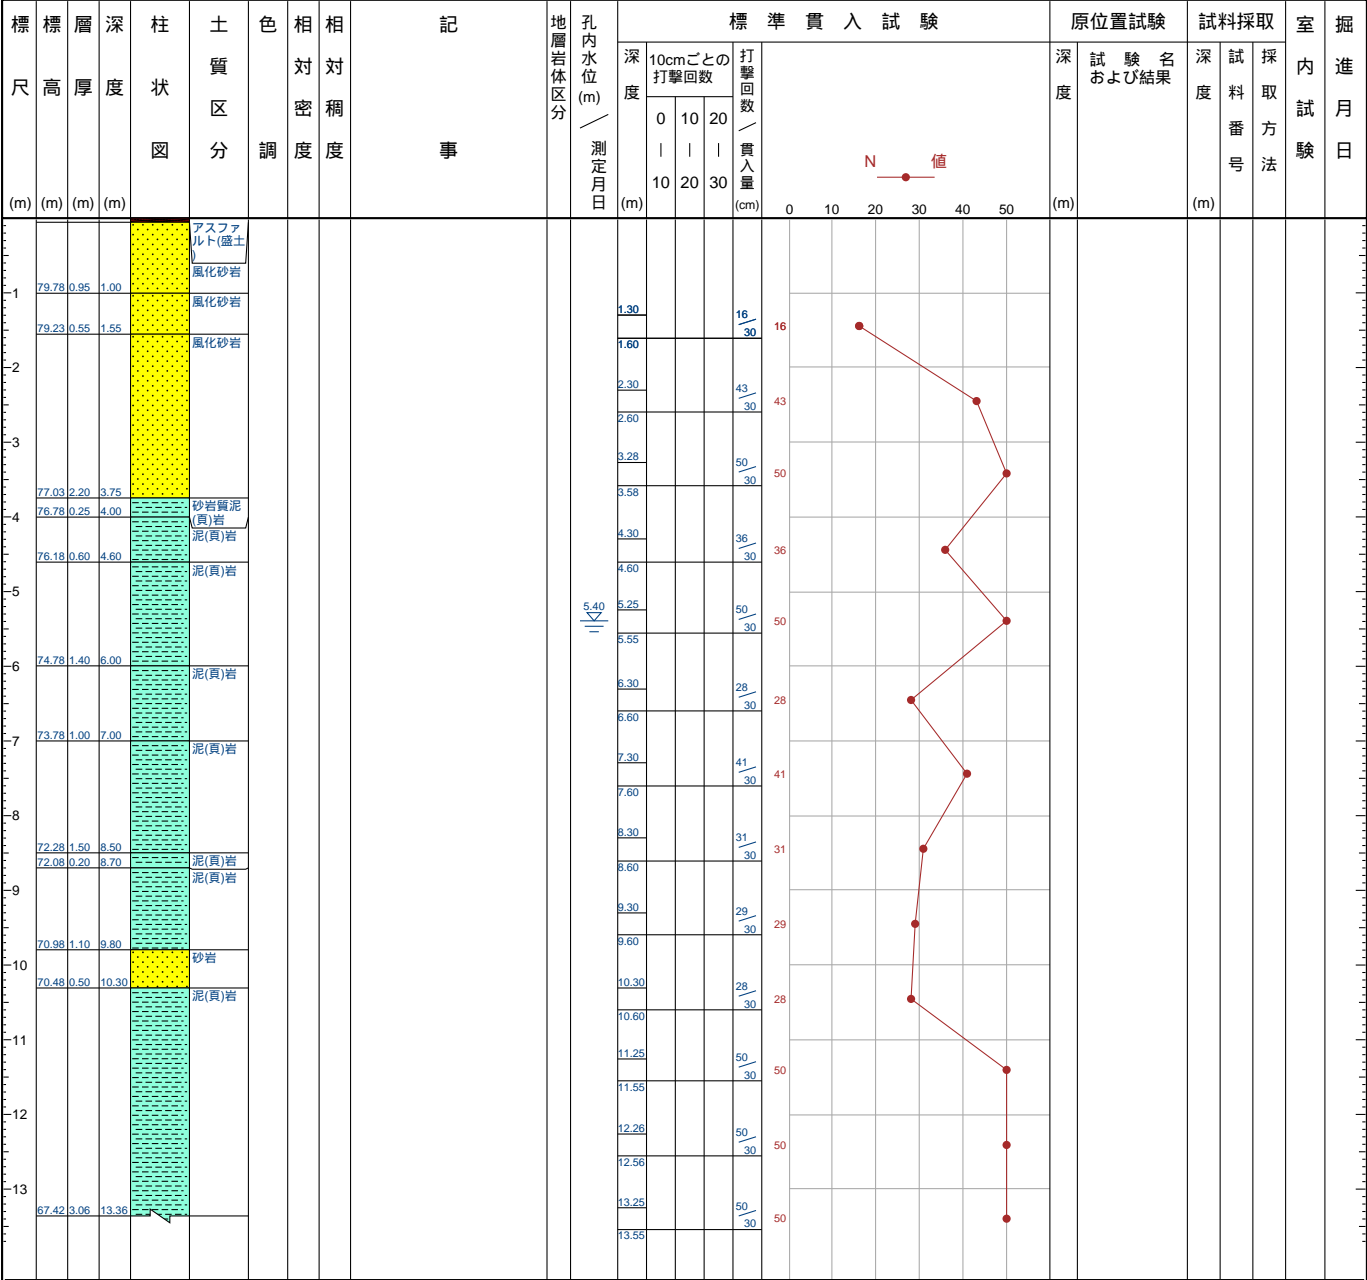 標尺 (m)
標高 (m)
層厚 (m)
深度 (m)
柱状図
土質区分
色調
相対密度
相対稠度
記事
地層岩体区分
孔内水位(m)／測定月日
標準貫入試験
深度 (m)
10cmごとの
打撃回数
0 10 20
| | |
10 20 30
打撃回数／貫入量 (cm)
N 値
0 10 20 30 40 50
原位置試験
深度 (m)
試験名
および結果
試料採取
深度 (m)
試料番号
採取方法
室内試験
掘進月日
アスファ
ルト(盛土
)
風化砂岩
79.78 0.95 1.00
1
風化砂岩
1.30 16/30 16
79.23 0.55 1.55
1.60
風化砂岩
2
2.30 43/30 43
2.60
3
3.28 50/30 50
3.58
77.03 2.20 3.75
砂岩質泥
(頁)岩
76.78 0.25 4.00
4
泥(頁)岩
4.30 36/30 36
76.18 0.60 4.60
4.60
泥(頁)岩
5
5.40
5.25 50/30 50
5.55
74.78 1.40 6.00
6
泥(頁)岩
6.30 28/30 28
6.60
73.78 1.00 7.00
7
泥(頁)岩
7.30 41/30 41
7.60
8
8.30 31/30 31
72.28 1.50 8.50
8.60
72.08 0.20 8.70
泥(頁)岩
泥(頁)岩
9
9.30 29/30 29
9.60
70.98 1.10 9.80
砂岩
10
70.48 0.50 10.30
10.30 28/30 28
泥(頁)岩
10.60
11
11.25 50/30 50
11.55
12
12.26 50/30 50
12.56
13
67.42 3.06 13.36
13.25 50/30 50
13.55